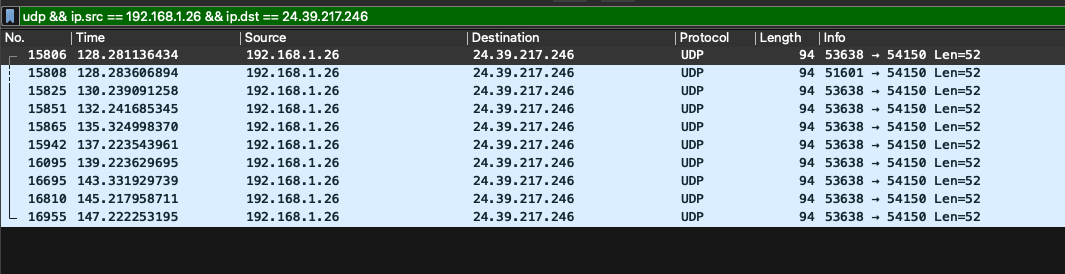 udp && ip.src == 192.168.1.26 && ip.dst == 24.39.217.246
No. Time Source Destination Protocol Length Info
15806 128.281136434 192.168.1.26 24.39.217.246 UDP 94 53638 → 54150 Len=52
15808 128.283606894 192.168.1.26 24.39.217.246 UDP 94 51601 → 54150 Len=52
15825 130.239091258 192.168.1.26 24.39.217.246 UDP 94 53638 → 54150 Len=52
15851 132.241685345 192.168.1.26 24.39.217.246 UDP 94 53638 → 54150 Len=52
15865 135.324998370 192.168.1.26 24.39.217.246 UDP 94 53638 → 54150 Len=52
15942 137.223543961 192.168.1.26 24.39.217.246 UDP 94 53638 → 54150 Len=52
16095 139.223629695 192.168.1.26 24.39.217.246 UDP 94 53638 → 54150 Len=52
16695 143.331929739 192.168.1.26 24.39.217.246 UDP 94 53638 → 54150 Len=52
16810 145.217958711 192.168.1.26 24.39.217.246 UDP 94 53638 → 54150 Len=52
16955 147.222253195 192.168.1.26 24.39.217.246 UDP 94 53638 → 54150 Len=52